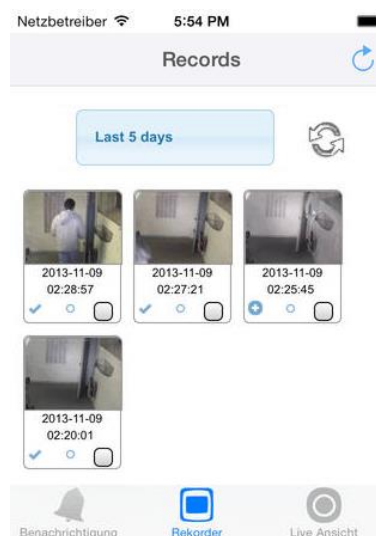 Netzbetreiber 5:54 PM
Records
Last 5 days
2013-11-09
02:28:57
2013-11-09
02:27:21
2013-11-09
02:25:45
2013-11-09
02:20:01
Benachrichtigung Rekorder Live Ansicht